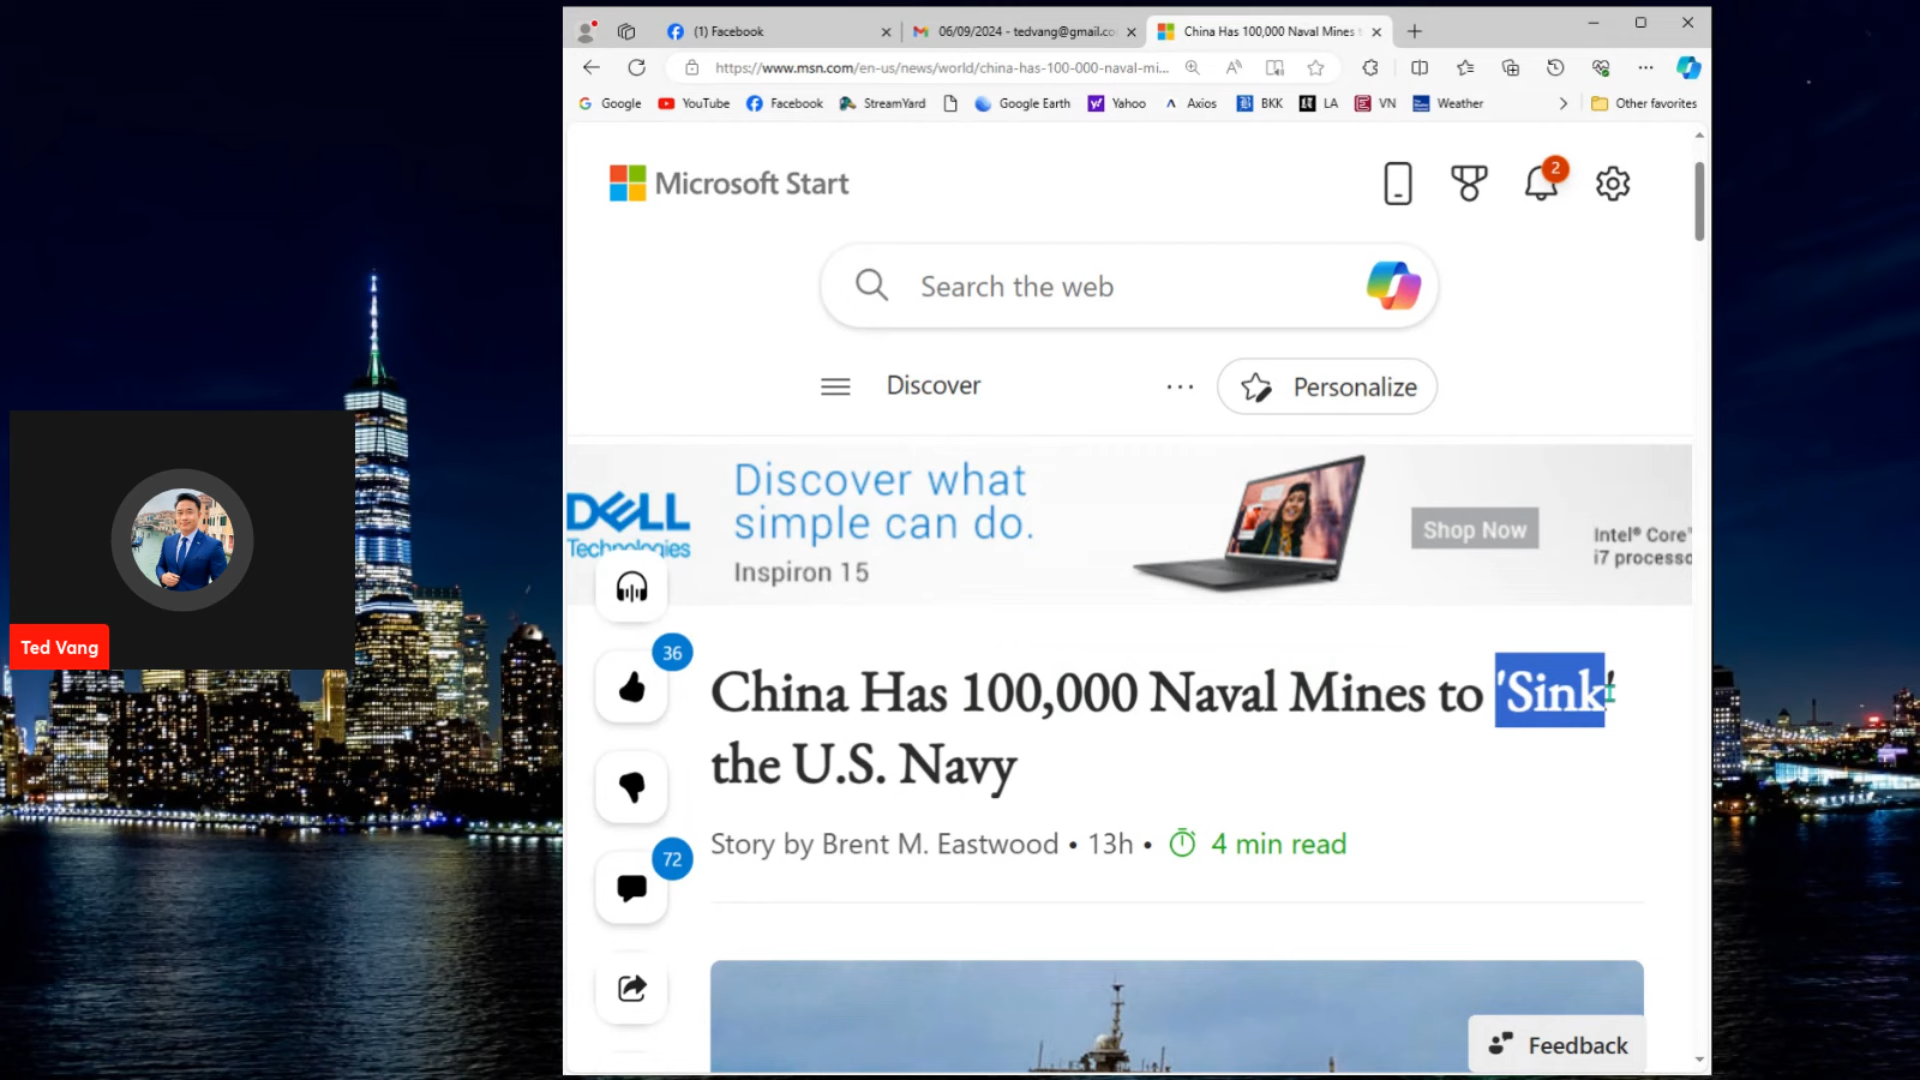 (1) Facebook
06/09/2024 - tedvang@gmail.co
China Has 100,000 Naval Mines t
https://www.msn.com/en-us/news/world/china-has-100-000-naval-mi...
Google YouTube Facebook StreamYard Google Earth Yahoo Axios BKK LA VN Weather Other favorites
Microsoft Start
2
Search the web
Discover
... Personalize
DELL
Technologies
Discover what
simple can do.
Inspiron 15
Shop Now
Intel® Core™
i7 processo
Ted Vang
36
China Has 100,000 Naval Mines to 'Sink'
the U.S. Navy
Story by Brent M. Eastwood • 13h • 4 min read
72
Feedback